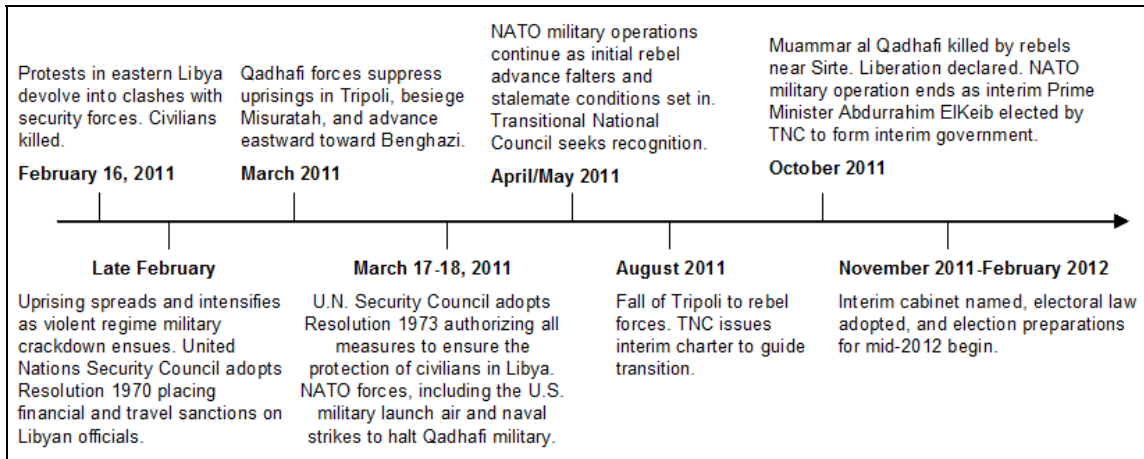 Protests in eastern Libya
devolve into clashes with
security forces. Civilians
killed.
February 16, 2011
Qadhafi forces suppress
uprisings in Tripoli, besiege
Misuratah, and advance
eastward toward Benghazi.
March 2011
NATO military operations
continue as initial rebel
advance falters and
stalemate conditions set in.
Transitional National
Council seeks recognition.
April/May 2011
Muammar al Qadhafi killed by rebels
near Sirte. Liberation declared. NATO
military operation ends as interim Prime
Minister Abdurrahim ElKeib elected by
TNC to form interim government.
October 2011
Late February
Uprising spreads and intensifies
as violent regime military
crackdown ensues. United
Nations Security Council adopts
Resolution 1970 placing
financial and travel sanctions on
Libyan officials.
March 17-18, 2011
U.N. Security Council adopts
Resolution 1973 authorizing all
measures to ensure the
protection of civilians in Libya.
NATO forces, including the U.S.
military launch air and naval
strikes to halt Qadhafi military.
August 2011
Fall of Tripoli to rebel
forces. TNC issues
interim charter to guide
transition.
November 2011-February 2012
Interim cabinet named, electoral law
adopted, and election preparations
for mid-2012 begin.